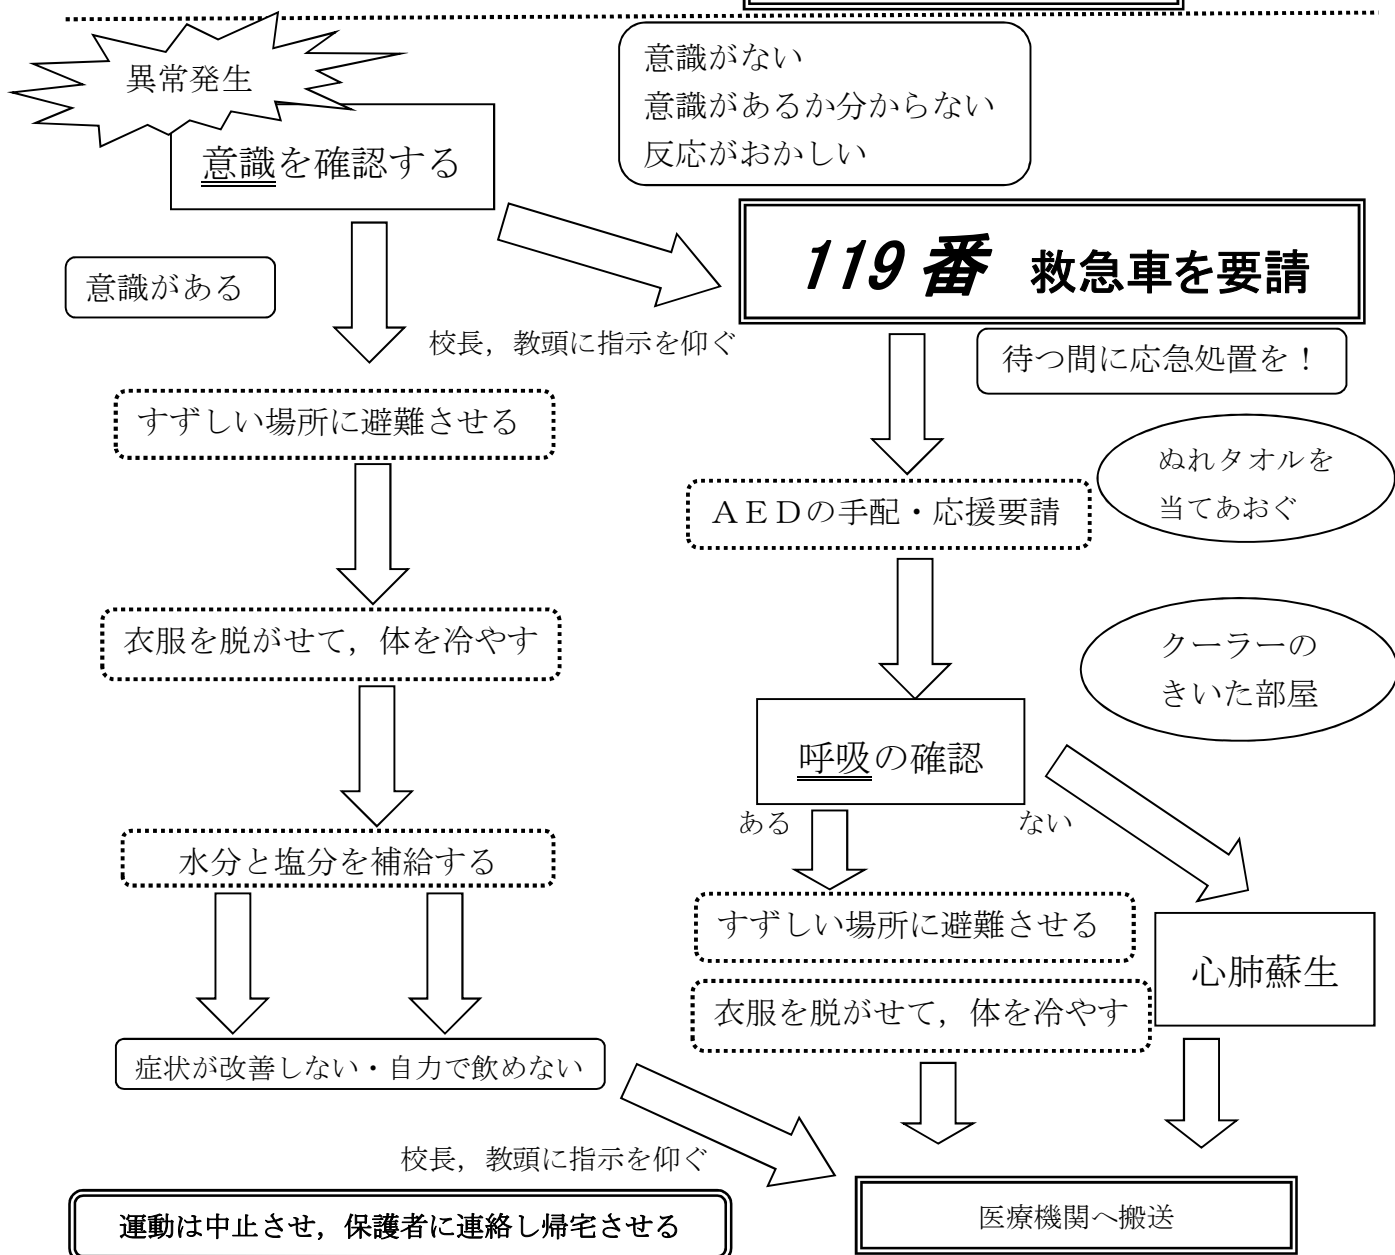 異常発生
意識を確認する
意識がない
意識があるか分からない
反応がおかしい
119番 救急車を要請
意識がある
校長，教頭に指示を仰ぐ
待つ間に応急処置を！
すずしい場所に避難させる
ぬれタオルを
当てあおぐ
ＡＥＤの手配・応援要請
衣服を脱がせて，体を冷やす
クーラーの
きいた部屋
呼吸の確認
ある
ない
水分と塩分を補給する
すずしい場所に避難させる
心肺蘇生
衣服を脱がせて，体を冷やす
症状が改善しない・自力で飲めない
校長，教頭に指示を仰ぐ
運動は中止させ，保護者に連絡し帰宅させる
医療機関へ搬送